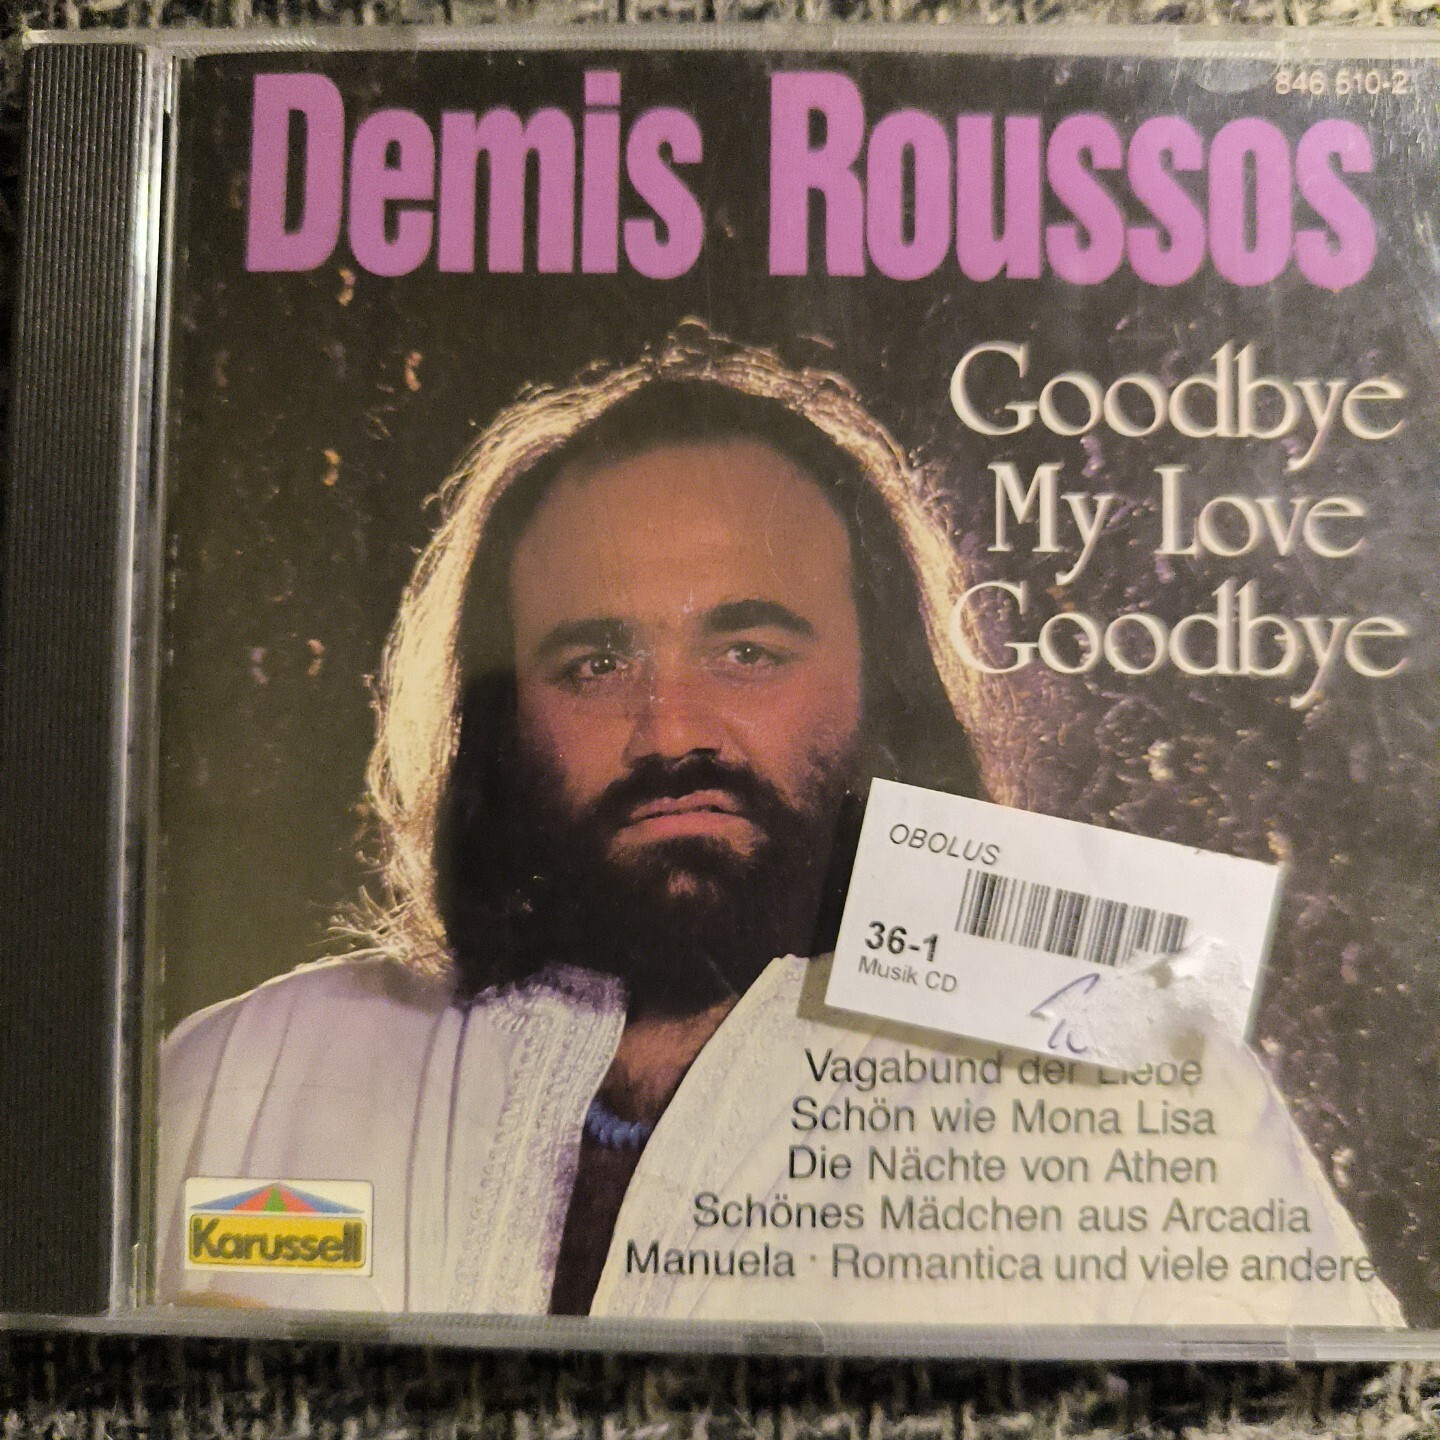 846 510-2
Demis Roussos
Goodbye
My Love
Goodbye
OBOLUS
36-1
Musik CD
Vagabund der Liebe
Schön wie Mona Lisa
Die Nächte von Athen
Schönes Mädchen aus Arcadia
Manuela · Romantica und viele andere
Karussell